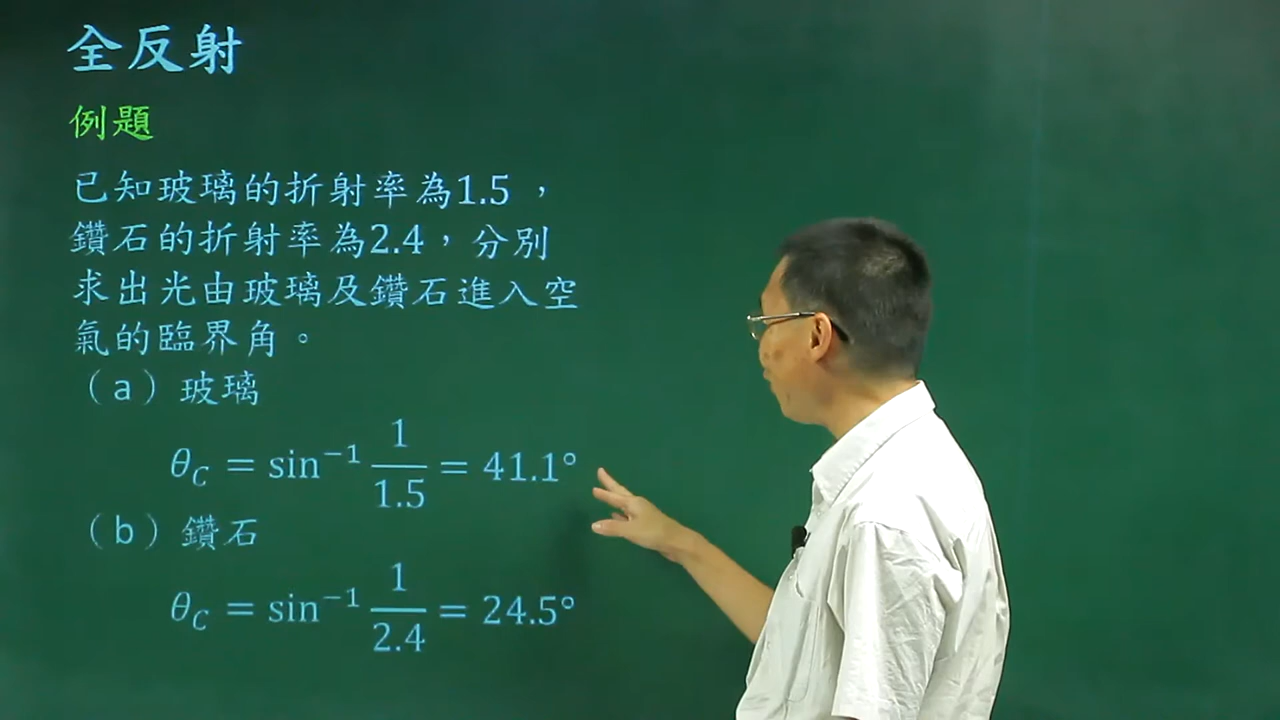 全反射
例題
已知玻璃的折射率為1.5，
鑽石的折射率為2.4，分別
求出光由玻璃及鑽石進入空
氣的臨界角。
（a）玻璃
θ_C = sin⁻¹ 1/1.5 = 41.1°
（b）鑽石
θ_C = sin⁻¹ 1/2.4 = 24.5°